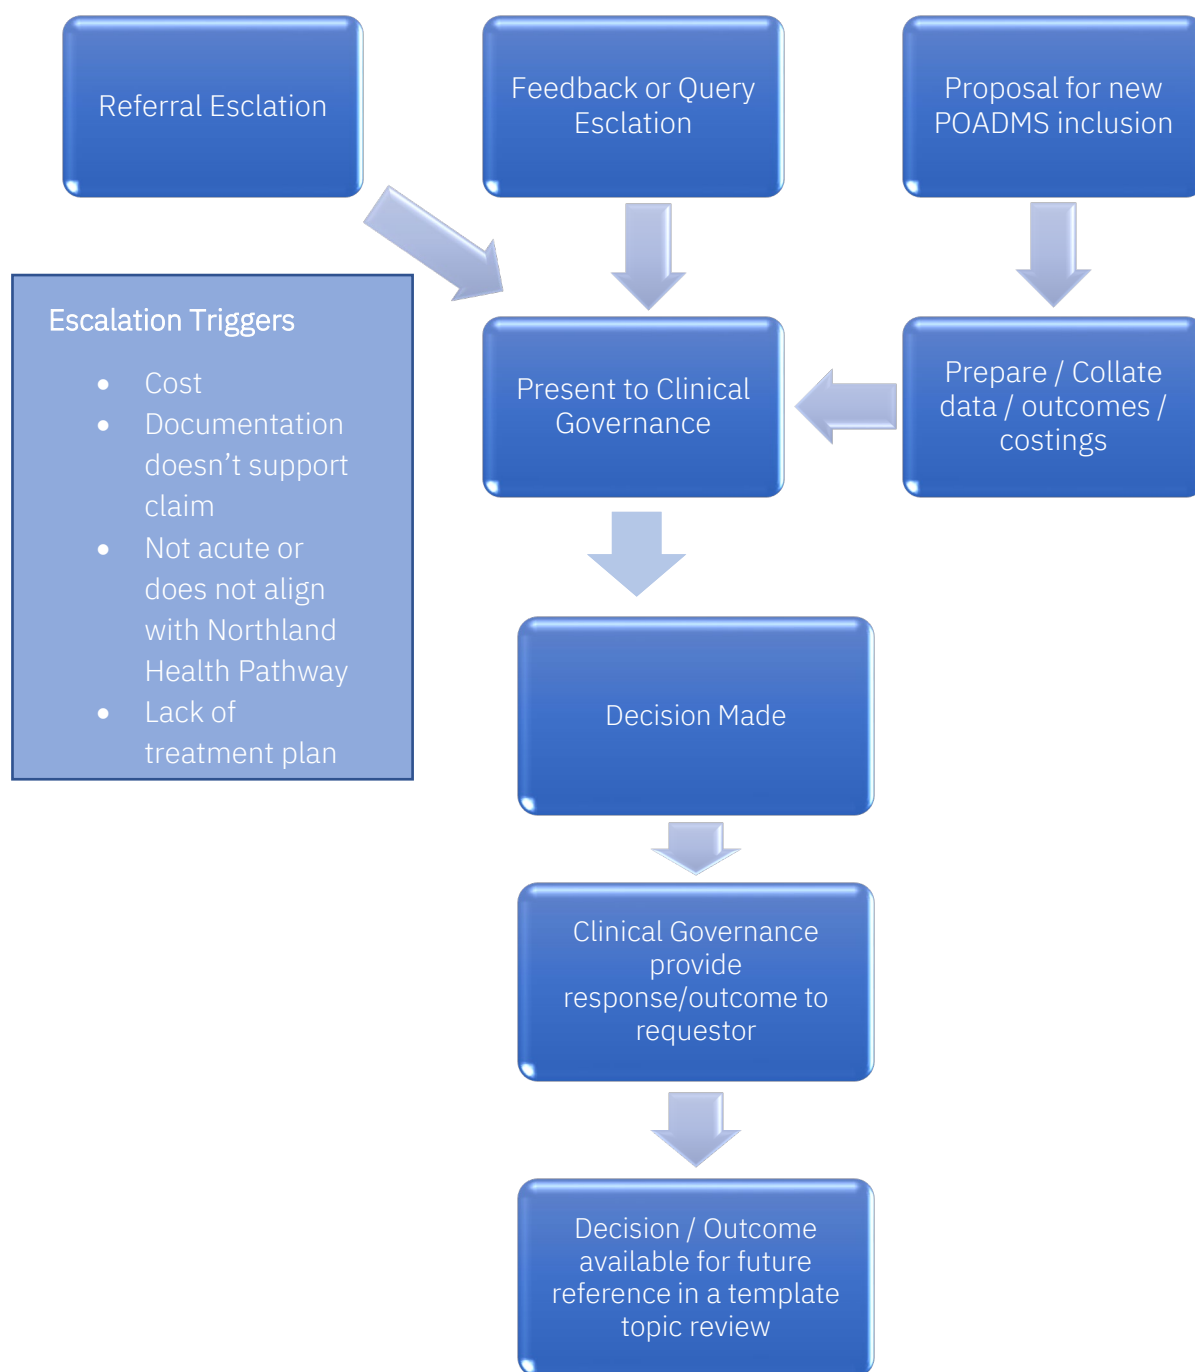 Referral Esclation
Feedback or Query
Esclation
Proposal for new
POADMS inclusion
Escalation Triggers
• Cost
• Documentation
doesn’t support
claim
• Not acute or
does not align
with Northland
Health Pathway
• Lack of
treatment plan
Present to Clinical
Governance
Prepare / Collate
data / outcomes /
costings
Decision Made
Clinical Governance
provide
response/outcome to
requestor
Decision / Outcome
available for future
reference in a template
topic review